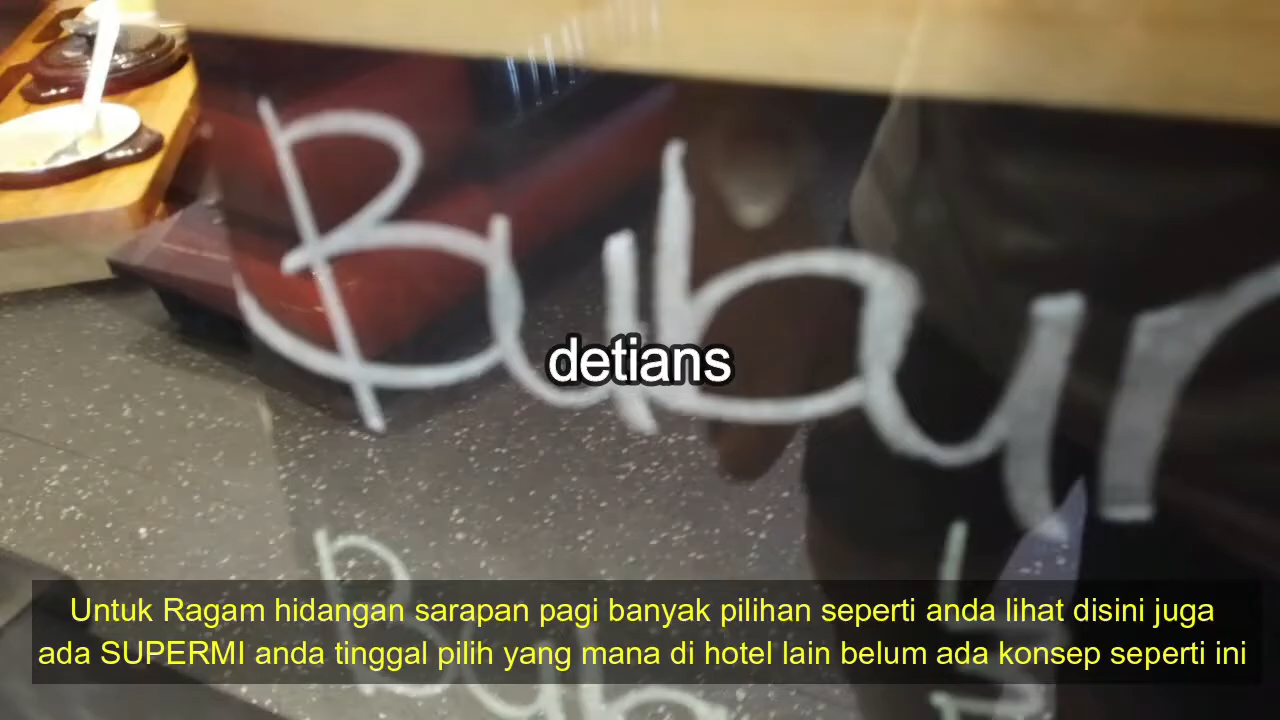 Bubur
detians
Untuk Ragam hidangan sarapan pagi banyak pilihan seperti anda lihat disini juga
ada SUPERMI anda tinggal pilih yang mana di hotel lain belum ada konsep seperti ini